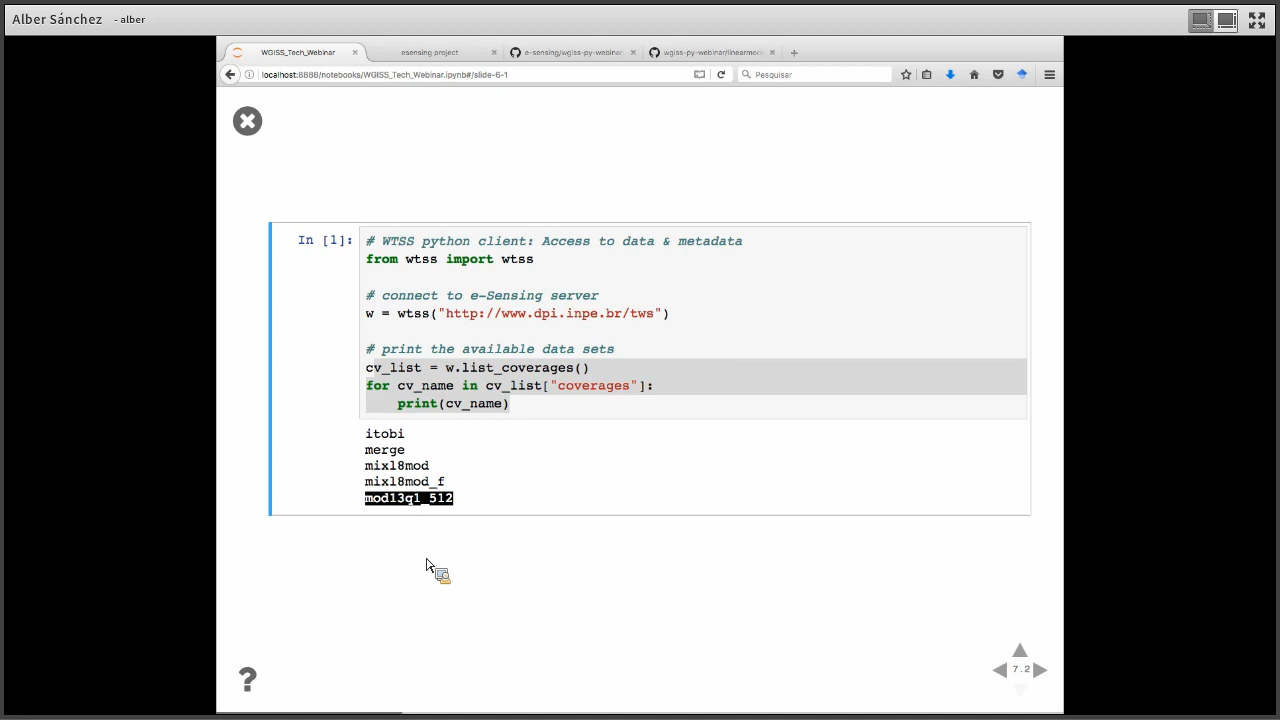 Alber Sánchez - alber
WGISS_Tech_Webinar
esensing project
e-sensing/wgiss-py-webinar
wgiss-py-webinar/linearmod
localhost:8888/notebooks/WGISS_Tech_Webinar.ipynb#/slide-6-1
Pesquisar
In [1]:
# WTSS python client: Access to data & metadata
from wtss import wtss
# connect to e-Sensing server
w = wtss("http://www.dpi.inpe.br/tws")
# print the available data sets
cv_list = w.list_coverages()
for cv_name in cv_list["coverages"]:
print(cv_name)
itobi
merge
mixl8mod
mixl8mod_f
mod13q1_512
?
7.2